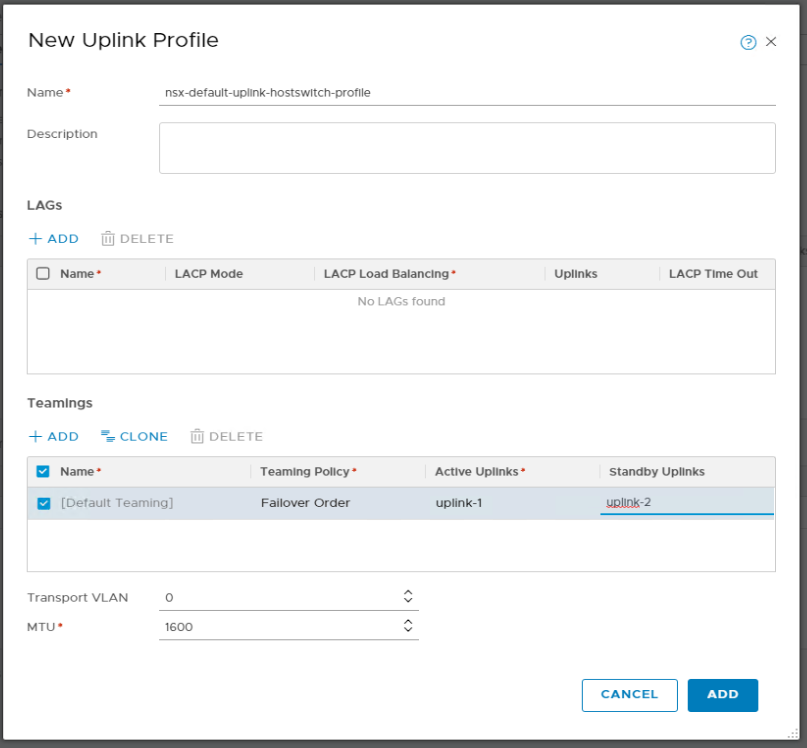 New Uplink Profile
Name*
nsx-default-uplink-hostswitch-profile
Description
LAGs
+ ADD DELETE
Name* LACP Mode LACP Load Balancing* Uplinks LACP Time Out
No LAGs found
Teamings
+ ADD CLONE DELETE
Name* Teaming Policy* Active Uplinks* Standby Uplinks
[Default Teaming] Failover Order uplink-1 uplink-2
Transport VLAN 0
MTU* 1600
CANCEL ADD